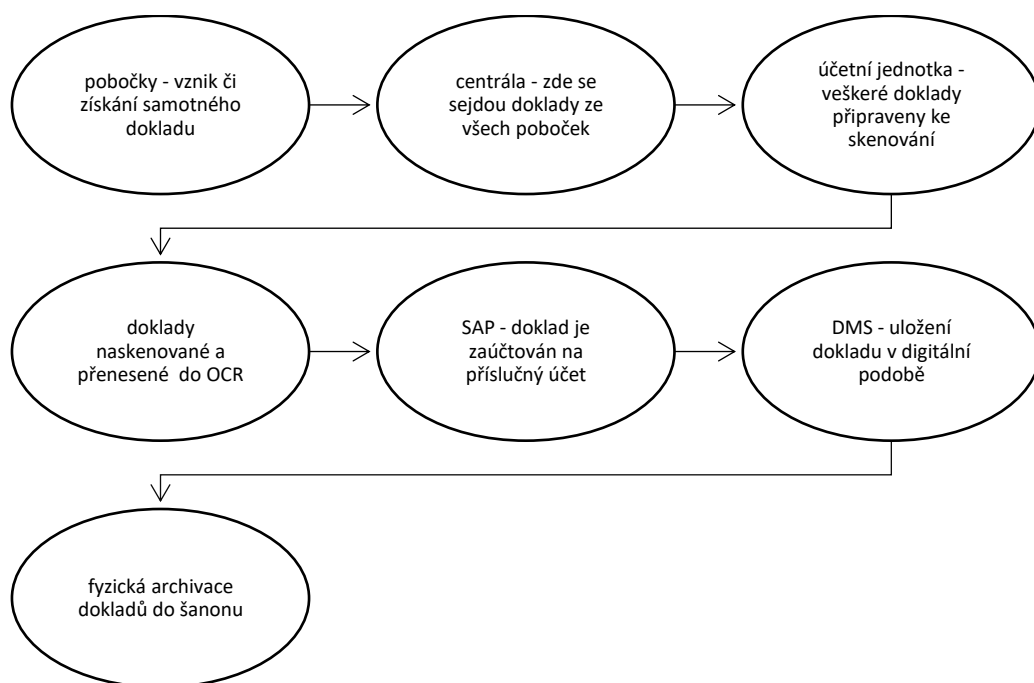 pobočky - vznik či
získání samotného
dokladu
centrála - zde se
sejdou doklady ze
všech poboček
účetní jednotka -
veškeré doklady
připraveny ke
skenování
doklady
naskenované a
přenesené  do OCR
SAP - doklad je
zaúčtován na
příslučný účet
DMS - uložení
dokladu v digitální
podobě
fyzická archivace
dokladů do šanonu